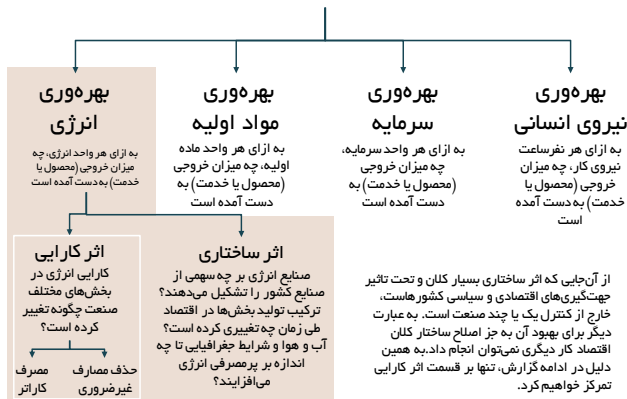 بهره‌وری
نیروی انسانی
به ازای هر نفرساعت
نیروی کار، چه میزان
خروجی (محصول یا
خدمت) به‌دست آمده
است
بهره‌وری
سرمایه
به ازای هر واحد سرمایه،
چه میزان خروجی
(محصول یا خدمت) به
دست آمده است
بهره‌وری
مواد اولیه
به ازای هر واحد ماده
اولیه، چه میزان خروجی
(محصول یا خدمت) به
دست آمده است
بهره‌وری
انرژی
به ازای هر واحد انرژی، چه
میزان خروجی (محصول یا
خدمت) به‌دست آمده است
اثر ساختاری
صنایع انرژی بر چه سهمی از
صنایع کشور را تشکیل می‌دهند؟
ترکیب تولید بخش‌ها در اقتصاد
طی زمان چه تغییری کرده است؟
آب و هوا و شرایط جغرافیایی تا چه
اندازه بر پرمصرفی انرژی
می‌افزایند؟
اثر کارایی
کارایی انرژی در
بخش‌های مختلف
صنعت چگونه تغییر
کرده است؟
حذف مصارف
غیرضروری
مصرف
کاراتر
از آن‌جایی که اثر ساختاری بسیار کلان و تحت تاثیر
جهت‌گیری‌های اقتصادی و سیاسی کشورهاست،
خارج از کنترل یک یا چند صنعت است. به عبارت
دیگر برای بهبود آن به جز اصلاح ساختار کلان
اقتصاد کار دیگری نمی‌توان انجام داد.به همین
دلیل در ادامه گزارش، تنها بر قسمت اثر کارایی
تمرکز خواهیم کرد.